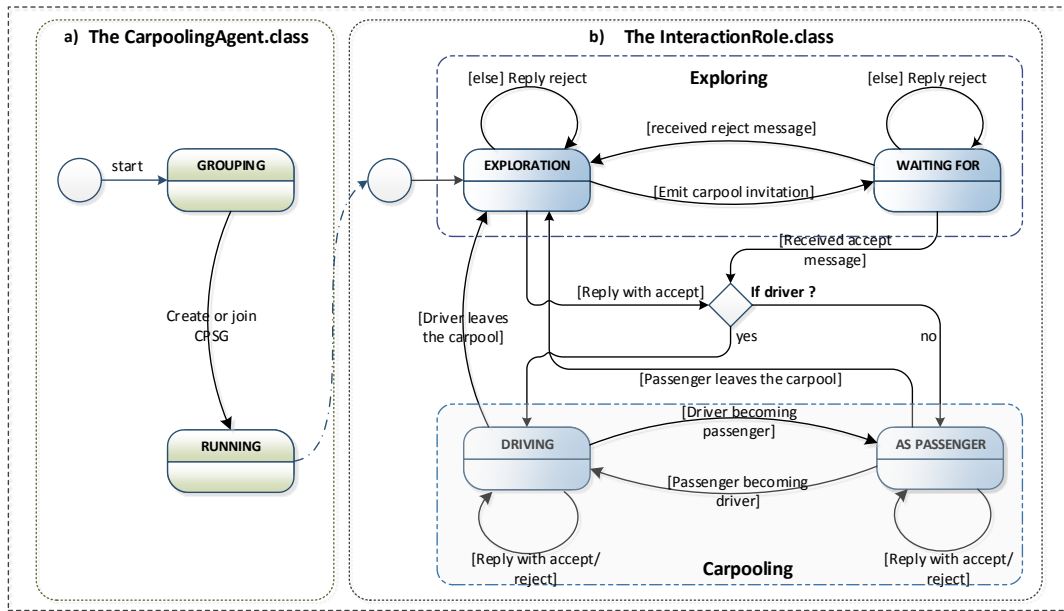 a) The CarpoolingAgent.class
b) The InteractionRole.class
Exploring
[else] Reply reject
[else] Reply reject
[received reject message]
start
GROUPING
EXPLORATION
WAITING FOR
[Emit carpool invitation]
[Received accept
message]
[Reply with accept]
If driver ?
Create or join
CPSG
[Driver leaves
the carpool]
yes
no
[Passenger leaves the carpool]
[Driver becoming
passenger]
RUNNING
DRIVING
AS PASSENGER
[Passenger becoming
driver]
[Reply with accept/
reject]
[Reply with accept/
reject]
Carpooling